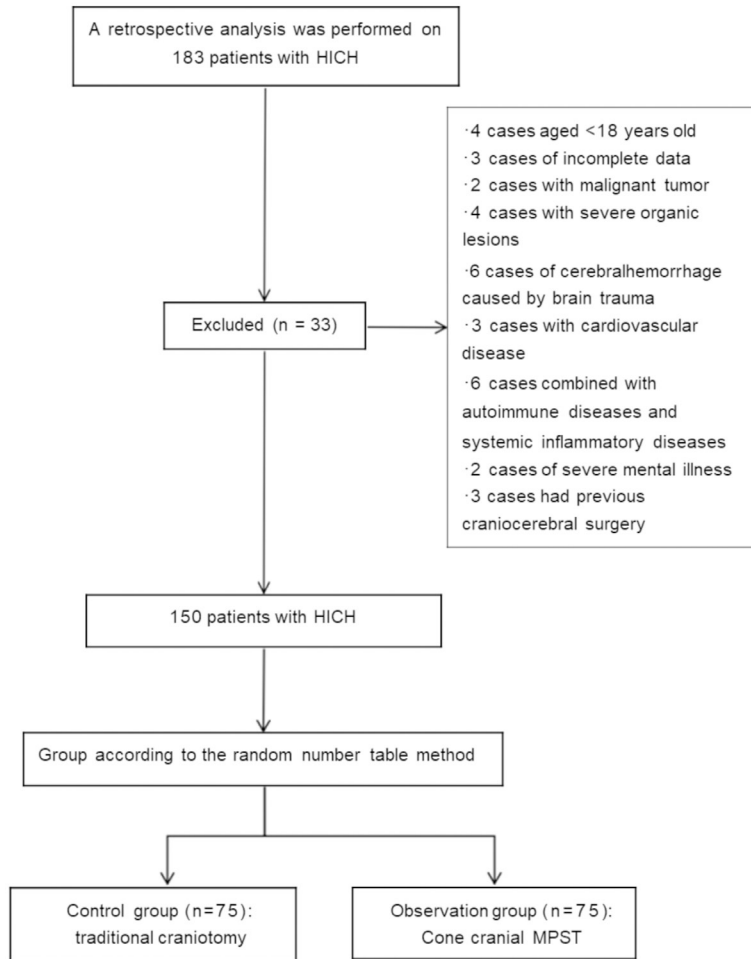 A retrospective analysis was performed on
183 patients with HICH
·4 cases aged <18 years old
·3 cases of incomplete data
·2 cases with malignant tumor
·4 cases with severe organic
lesions
·6 cases of cerebralhemorrhage
caused by brain trauma
·3 cases with cardiovascular
disease
·6 cases combined with
autoimmune diseases and
systemic inflammatory diseases
·2 cases of severe mental illness
·3 cases had previous
craniocerebral surgery
Excluded (n = 33)
150 patients with HICH
Group according to the random number table method
Control group (n=75):
traditional craniotomy
Observation group (n=75):
Cone cranial MPST